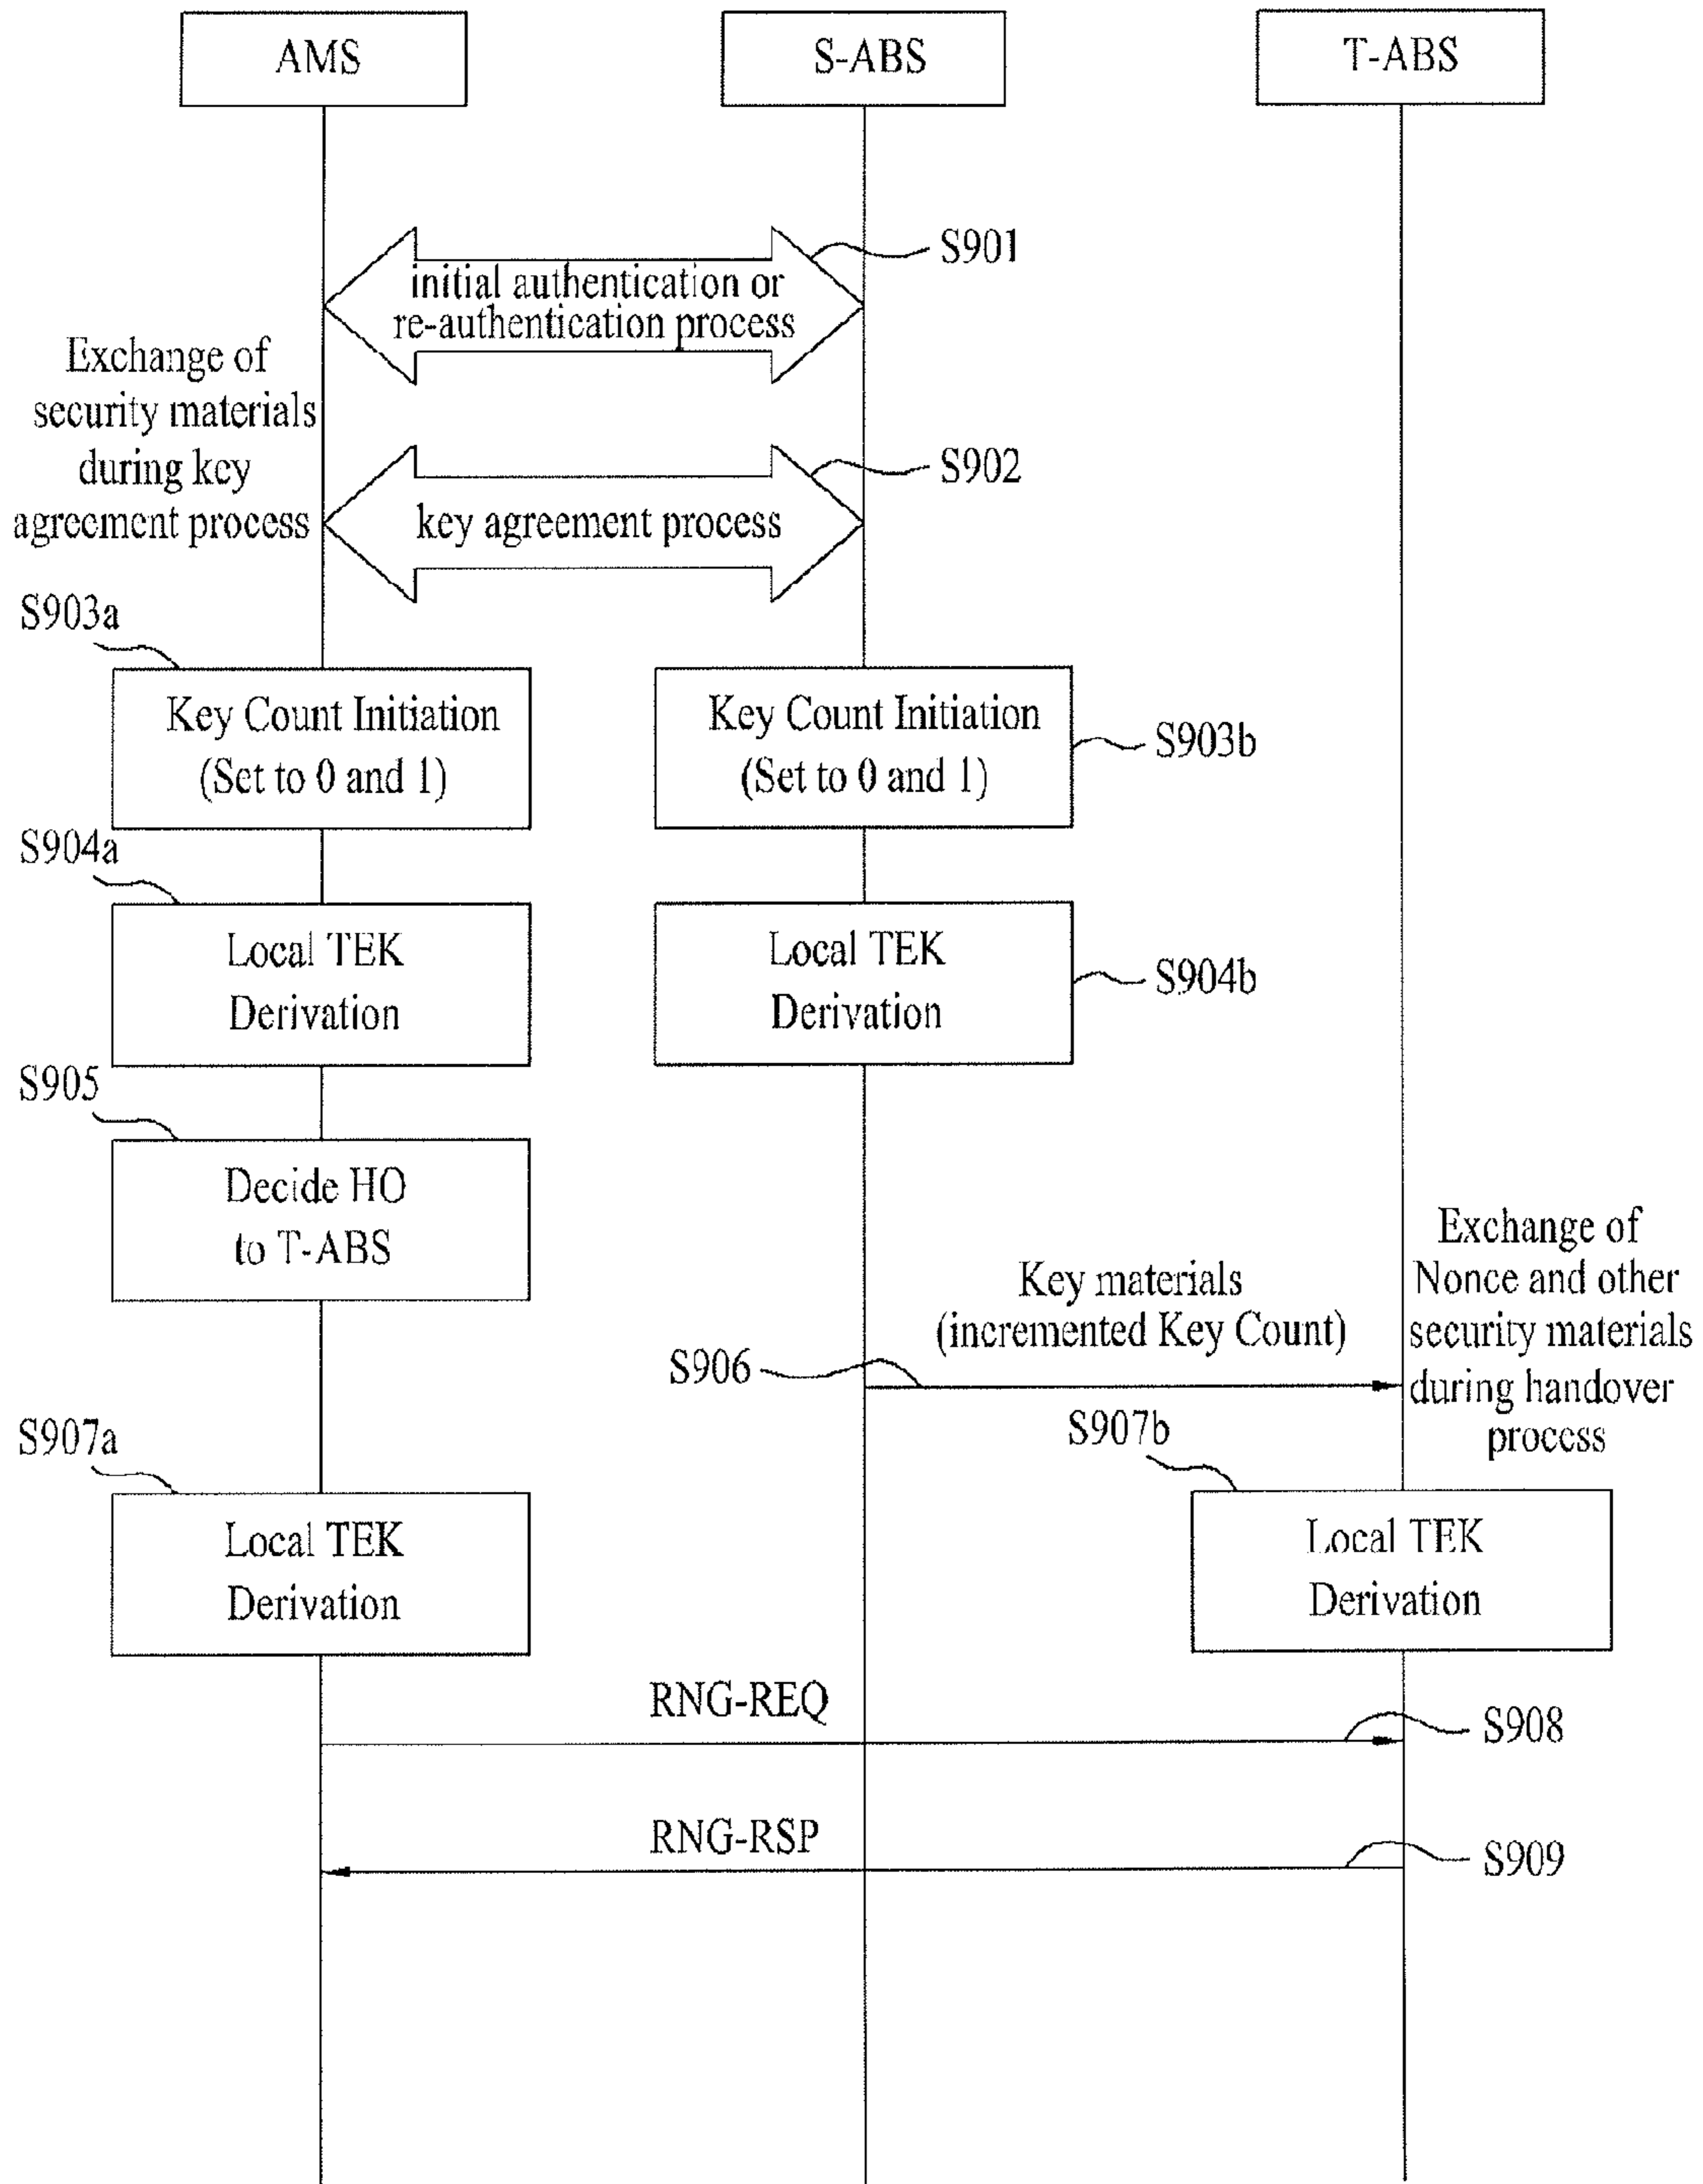 AMS
S-ABS
T-ABS
S901
initial authentication or
re-authentication process
Exchange of
security materials
during key
agreement process
S902
key agreement process
S903a
Key Count Initiation
(Set to 0 and 1)
Key Count Initiation
(Set to 0 and 1)
S903b
S904a
Local TEK
Derivation
Local TEK
Derivation
S904b
S905
Decide HO
to T-ABS
Key materials
(incremented Key Count)
S906
Exchange of
Nonce and other
security materials
during handover
process
S907a
Local TEK
Derivation
S907b
Local TEK
Derivation
RNG-REQ
S908
RNG-RSP
S909